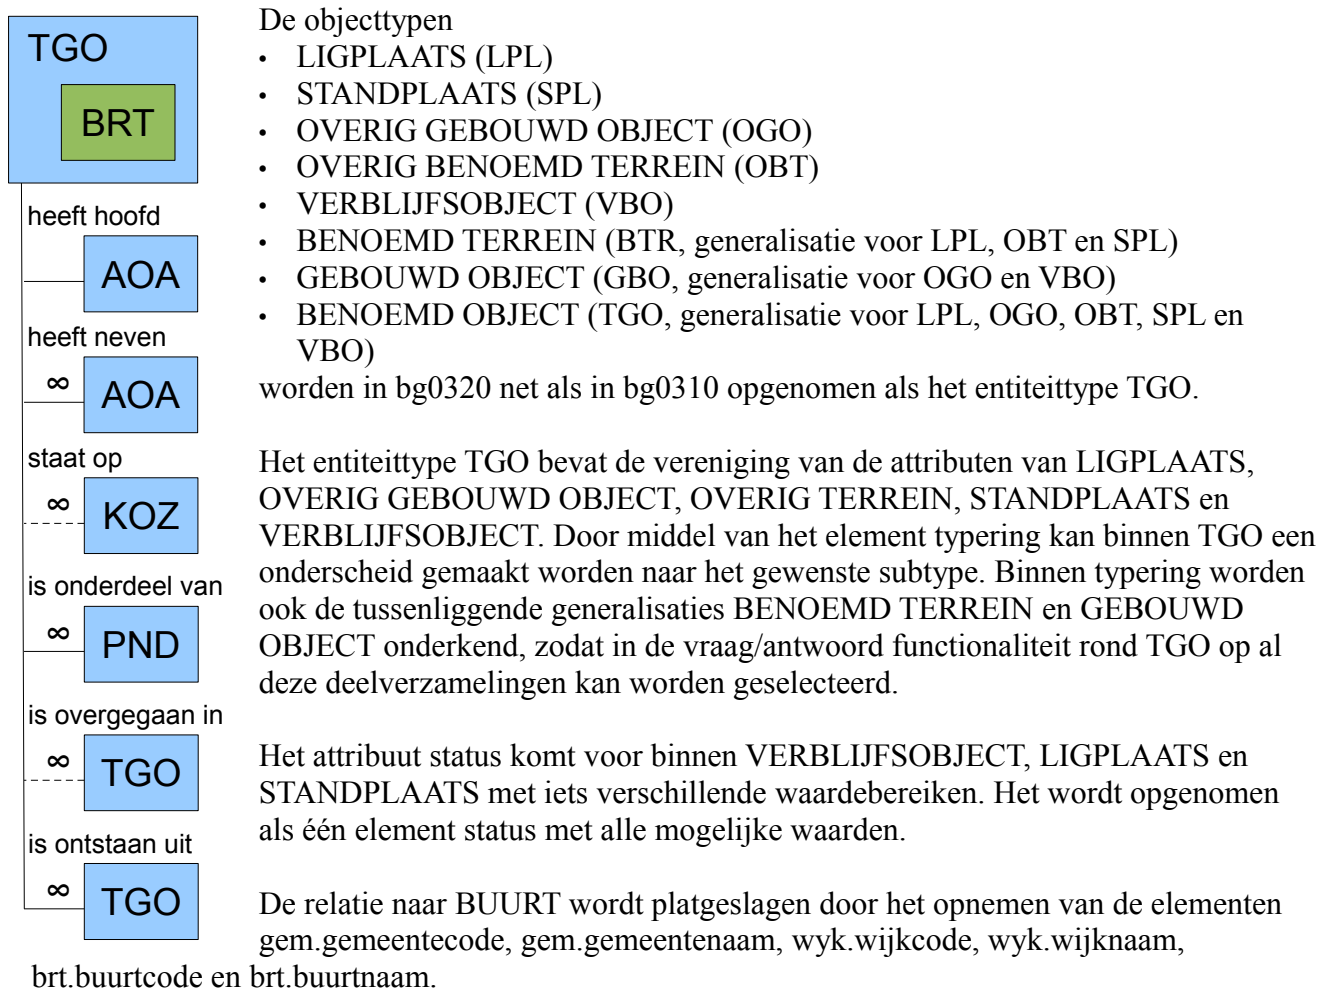 TGO
BRT
heeft hoofd
AOA
heeft neven
∞
AOA
staat op
∞
KOZ
is onderdeel van
∞
PND
is overgegaan in
∞
TGO
is ontstaan uit
∞
TGO
De objecttypen
• LIGPLAATS (LPL)
• STANDPLAATS (SPL)
• OVERIG GEBOUWD OBJECT (OGO)
• OVERIG BENOEMD TERREIN (OBT)
• VERBLIJFSOBJECT (VBO)
• BENOEMD TERREIN (BTR, generalisatie voor LPL, OBT en SPL)
• GEBOUWD OBJECT (GBO, generalisatie voor OGO en VBO)
• BENOEMD OBJECT (TGO, generalisatie voor LPL, OGO, OBT, SPL en
VBO)
worden in bg0320 net als in bg0310 opgenomen als het entiteittype TGO.
Het entiteittype TGO bevat de vereniging van de attributen van LIGPLAATS,
OVERIG GEBOUWD OBJECT, OVERIG TERREIN, STANDPLAATS en
VERBLIJFSOBJECT. Door middel van het element typering kan binnen TGO een
onderscheid gemaakt worden naar het gewenste subtype. Binnen typering worden
ook de tussenliggende generalisaties BENOEMD TERREIN en GEBOUWD
OBJECT onderkend, zodat in de vraag/antwoord functionaliteit rond TGO op al
deze deelverzamelingen kan worden geselecteerd.
Het attribuut status komt voor binnen VERBLIJFSOBJECT, LIGPLAATS en
STANDPLAATS met iets verschillende waardebereiken. Het wordt opgenomen
als één element status met alle mogelijke waarden.
De relatie naar BUURT wordt platgeslagen door het opnemen van de elementen
gem.gemeentecode, gem.gemeentenaam, wyk.wijkcode, wyk.wijknaam,
brt.buurtcode en brt.buurtnaam.